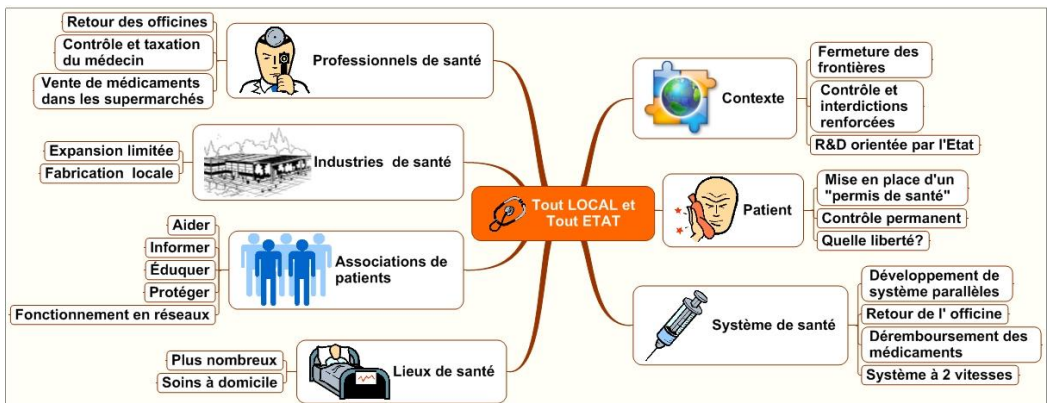 Tout LOCAL et
Tout ETAT
Professionnels de santé
Retour des officines
Contrôle et taxation
du médecin
Vente de médicaments
dans les supermarchés
Industries de santé
Expansion limitée
Fabrication locale
Associations de
patients
Aider
Informer
Éduquer
Protéger
Fonctionnement en réseaux
Lieux de santé
Plus nombreux
Soins à domicile
Contexte
Fermeture des
frontières
Contrôle et
interdictions
renforcées
R&D orientée par l'Etat
Patient
Mise en place d'un
"permis de santé"
Contrôle permanent
Quelle liberté?
Système de santé
Développement de
système parallèles
Retour de l' officine
Déremboursement des
médicaments
Système à 2 vitesses